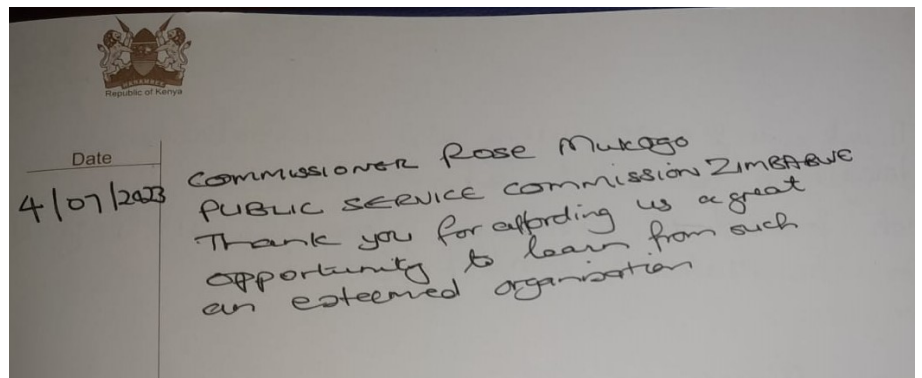 HARAMBEE
Republic of Kenya
Date
4/07/2023
COMMISSIONER Rose Mukogo
PUBLIC SERVICE COMMISSION ZIMBABWE
Thank you for affording us a great
opportunity to learn from such
an esteemed organisation